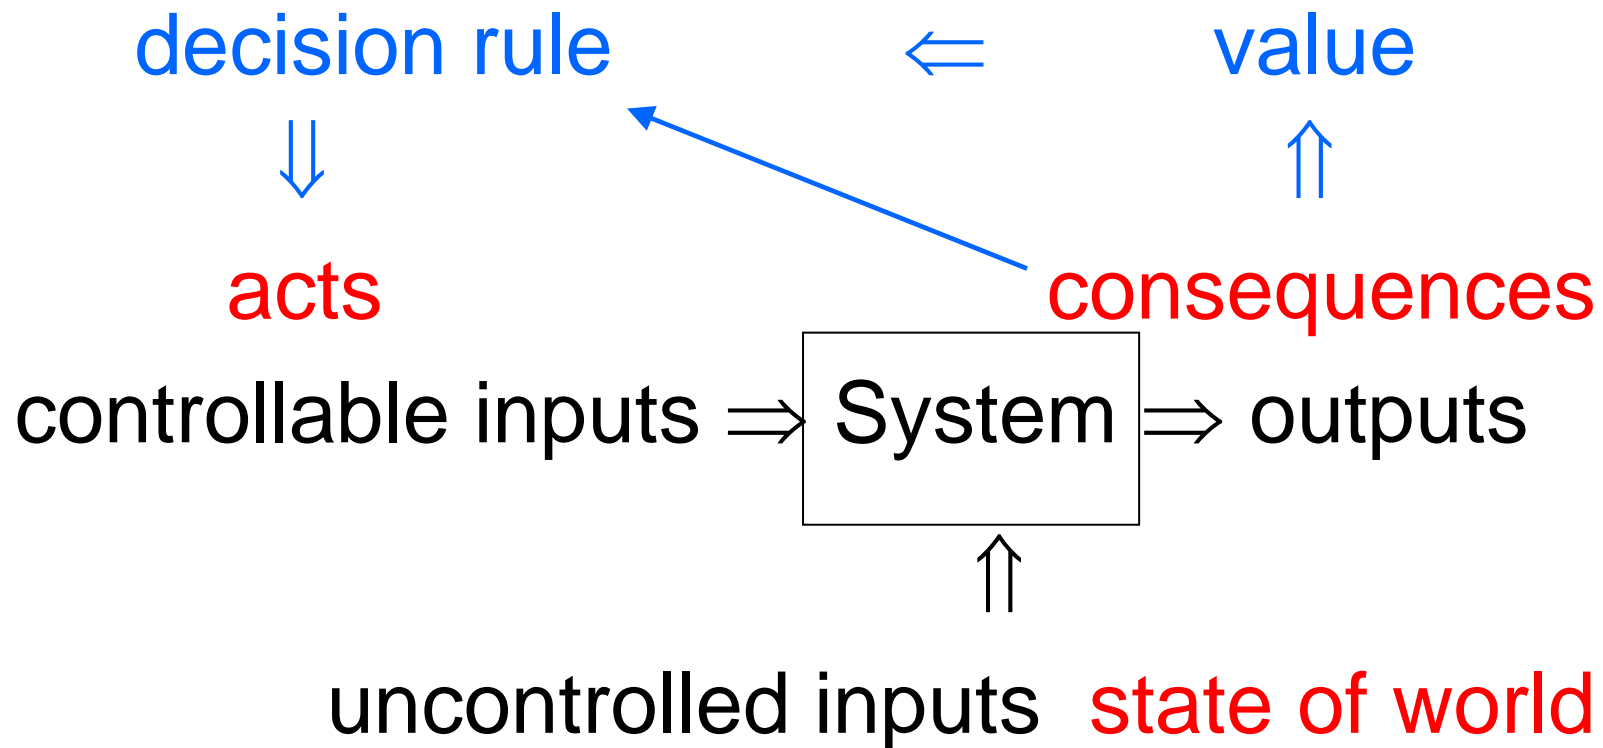 decision rule ⇐ value
⇓ ⇑
acts consequences
controllable inputs ⇒ System ⇒ outputs
⇑
uncontrolled inputs state of world